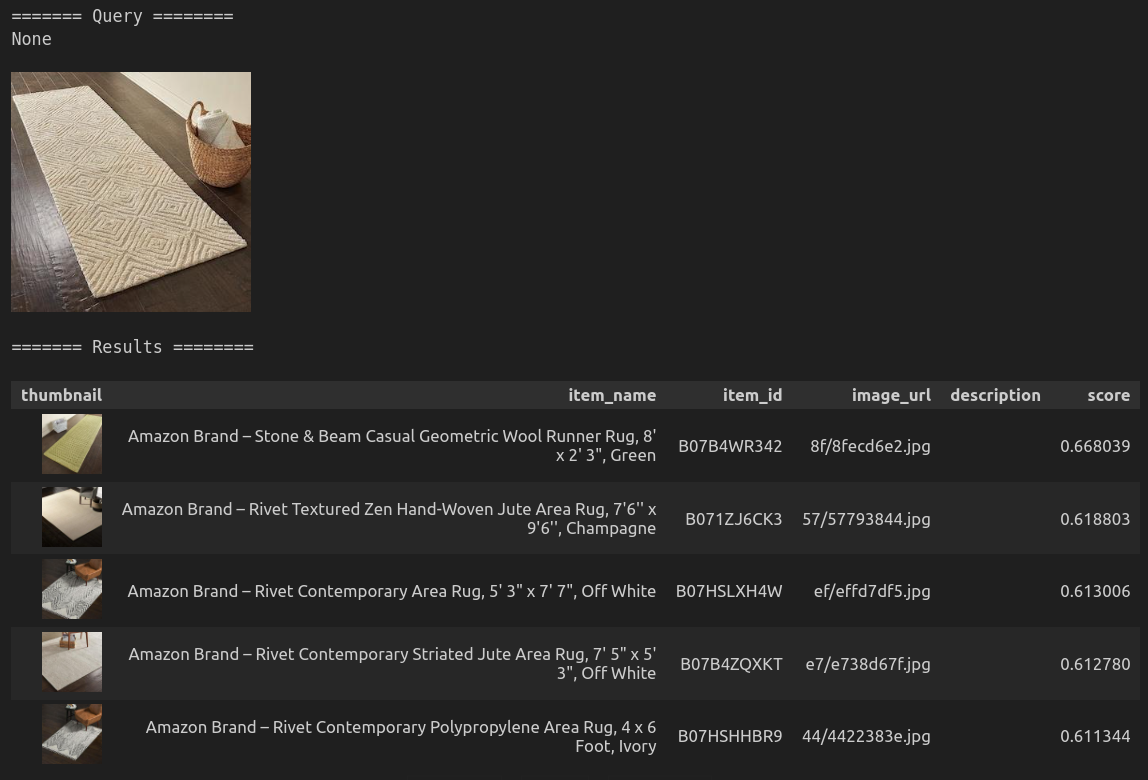 ======= Query ========
None
======= Results ========
thumbnail item_name item_id image_url description score
Amazon Brand – Stone & Beam Casual Geometric Wool Runner Rug, 8'
x 2' 3", Green B07B4WR342 8f/8fecd6e2.jpg 0.668039
Amazon Brand – Rivet Textured Zen Hand-Woven Jute Area Rug, 7'6'' x
9'6'', Champagne B071ZJ6CK3 57/57793844.jpg 0.618803
Amazon Brand – Rivet Contemporary Area Rug, 5' 3" x 7' 7", Off White B07HSLXH4W ef/effd7df5.jpg 0.613006
Amazon Brand – Rivet Contemporary Striated Jute Area Rug, 7' 5" x 5'
3", Off White B07B4ZQXKT e7/e738d67f.jpg 0.612780
Amazon Brand – Rivet Contemporary Polypropylene Area Rug, 4 x 6
Foot, Ivory B07HSHHBR9 44/4422383e.jpg 0.611344